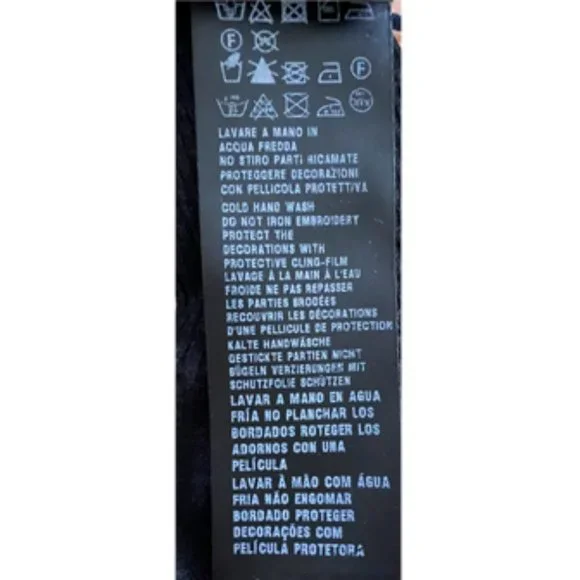 F
F
LAVARE A MANO IN
ACQUA FREDDA
NO STIRO PARTI RICAMATE
PROTEGGERE DECORAZIONI
CON PELLICOLA PROTETTIVA
COLD HAND WASH
DO NOT IRON EMBROIDERY
PROTECT THE
DECORATIONS WITH
PROTECTIVE CLING-FILM
LAVAGE À LA MAIN À L'EAU
FROIDE NE PAS REPASSER
LES PARTIES BRODÉES
RECOUVRIR LES DÉCORATIONS
D'UNE PELLICULE DE PROTECTION
KALTE HANDWÄSCHE
GESTICKTE PARTIEN NICHT
BÜGELN VERZIERUNGEN MIT
SCHUTZFOLIE SCHÜTZEN
LAVAR A MANO EN AGUA
FRÍA NO PLANCHAR LOS
BORDADOS ROTEGER LOS
ADORNOS CON UNA
PELÍCULA
LAVAR À MÃO COM ÁGUA
FRIA NÃO ENGOMAR
BORDADO PROTEGER
DECORAÇÕES COM
PELÍCULA PROTETORA